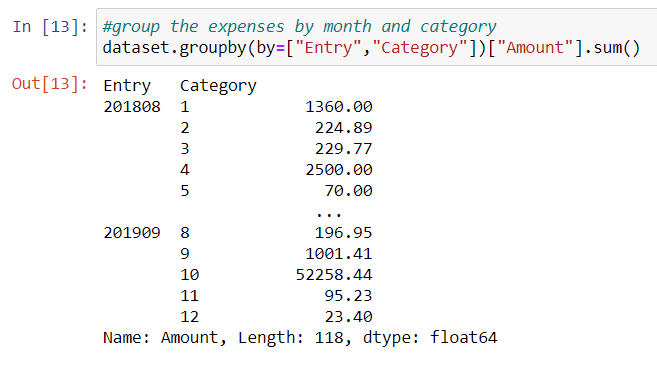 In [13]: #group the expenses by month and category
dataset.groupby(by=["Entry","Category"])["Amount"].sum()
Out[13]: Entry Category
201808 1 1360.00
2 224.89
3 229.77
4 2500.00
5 70.00
...
201909 8 196.95
9 1001.41
10 52258.44
11 95.23
12 23.40
Name: Amount, Length: 118, dtype: float64